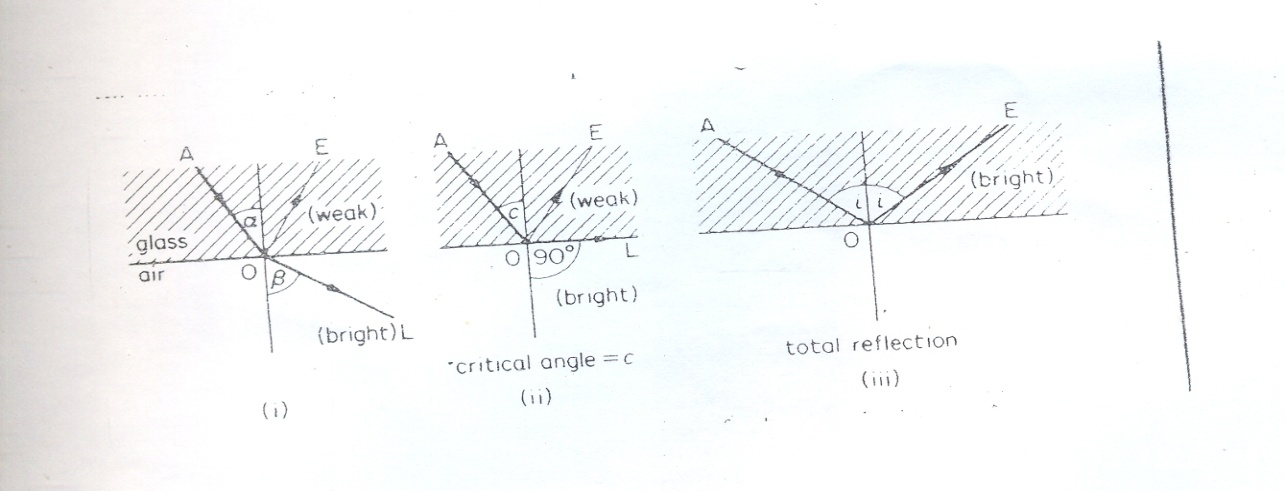 A
E
α
(weak)
glass
air
O
β
(bright) L
(i)
A
E
c
(weak)
O
90°
L
(bright)
critical angle = c
(ii)
A
E
(bright)
i
i
O
total reflection
(iii)